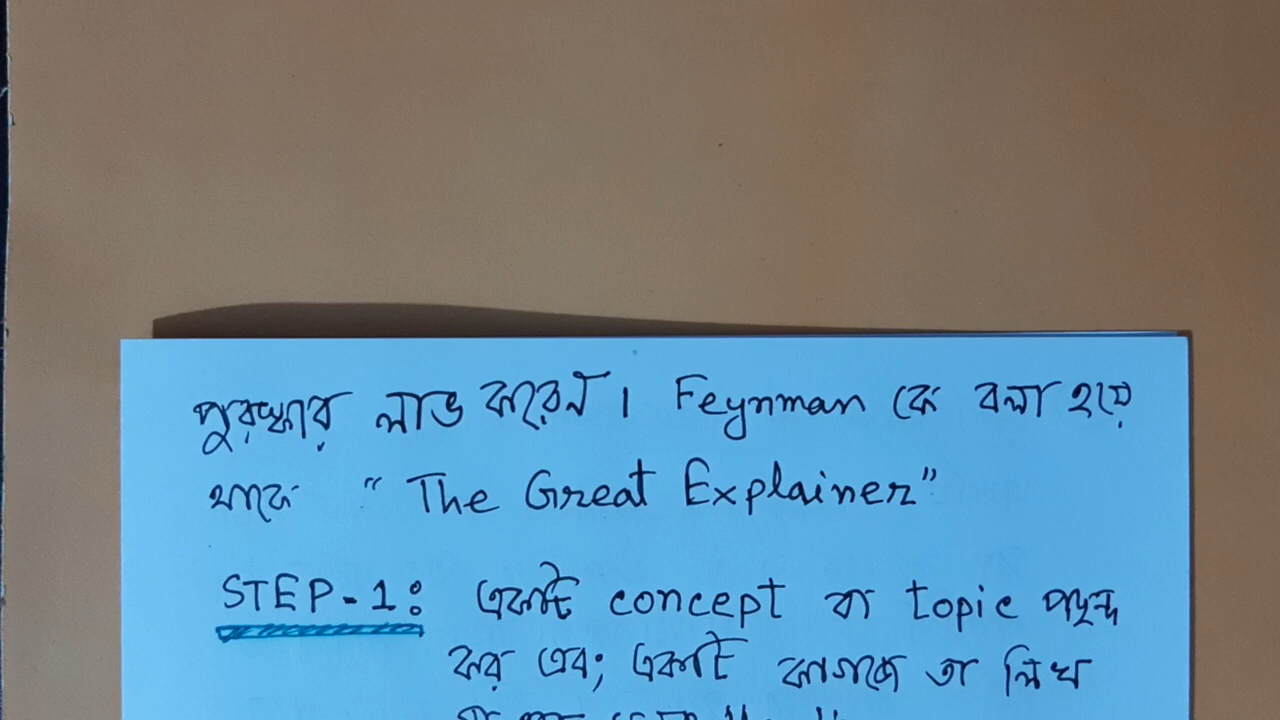 পুরস্কার লাভ করেন। Feynman কে বলা হয়ে
থাকে "The Great Explainer"
STEP-1: একটি concept বা topic পছন্দ
কর এবং একটি কাগজে তা লিখ